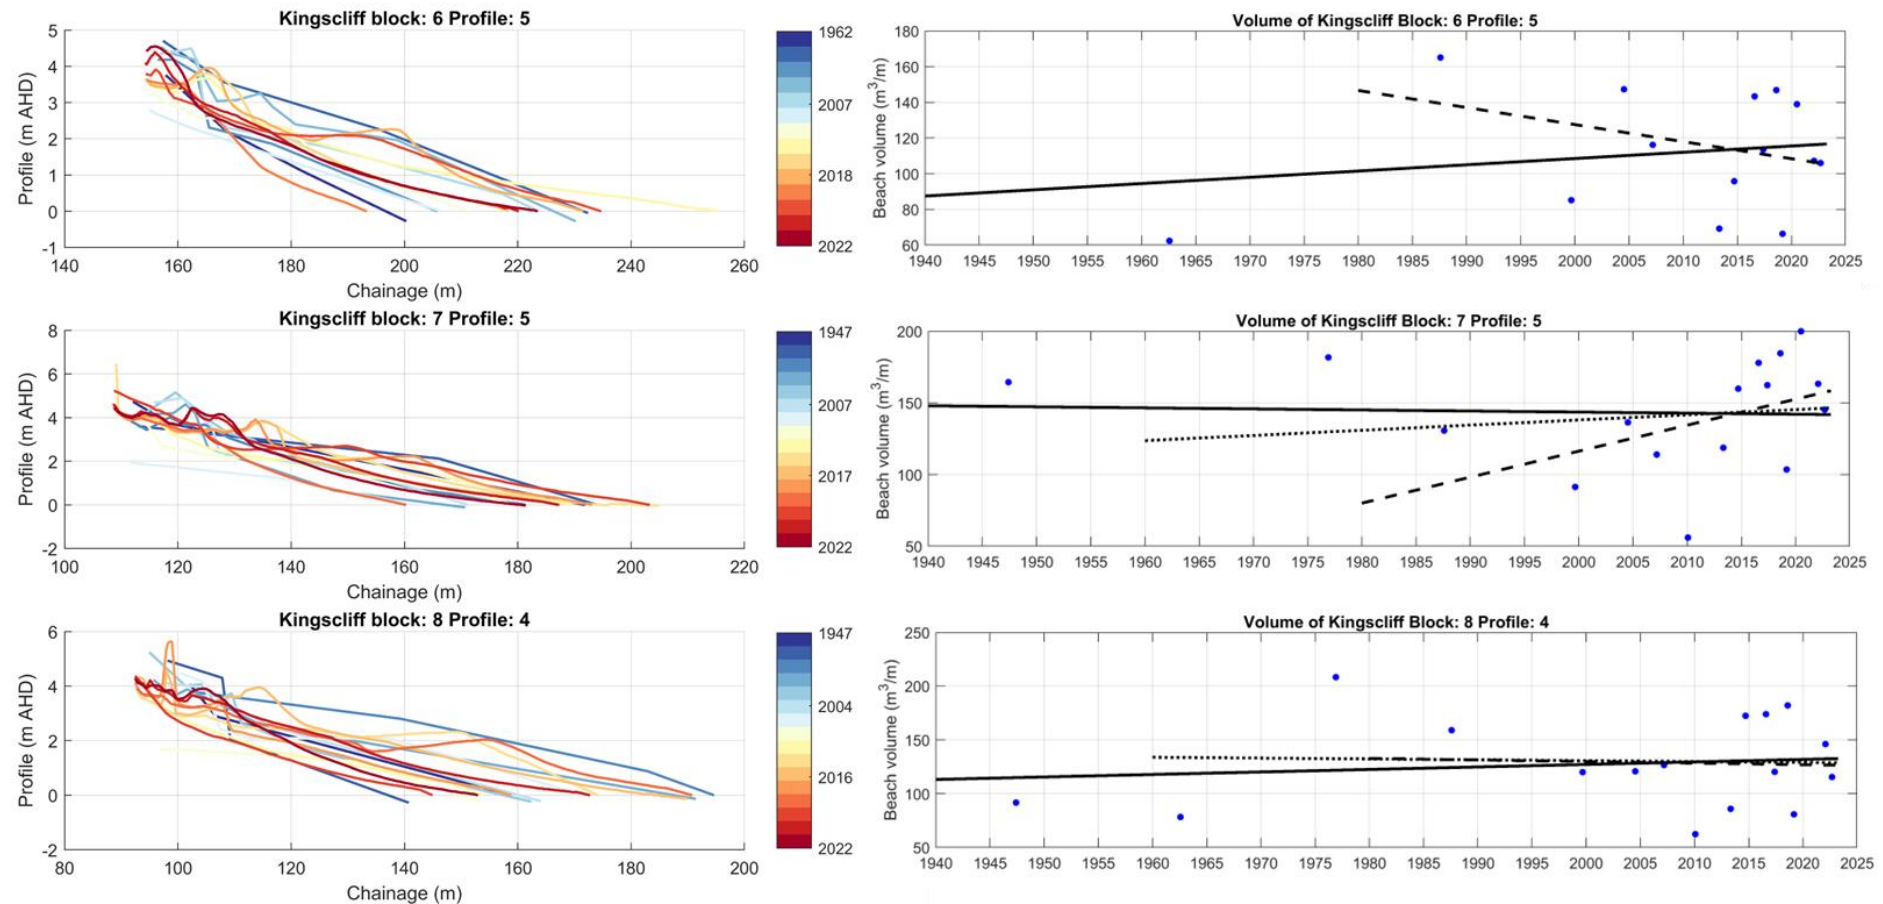 Kingscliff block: 6 Profile: 5
Profile (m AHD)
5
4
3
2
1
0
-1
140 160 180 200 220 240 260
Chainage (m)
1962
2007
2018
2022
Volume of Kingscliff Block: 6 Profile: 5
Beach volume (m³/m)
180
160
140
120
100
80
60
1940 1945 1950 1955 1960 1965 1970 1975 1980 1985 1990 1995 2000 2005 2010 2015 2020 2025
Kingscliff block: 7 Profile: 5
Profile (m AHD)
8
6
4
2
0
-2
100 120 140 160 180 200 220
Chainage (m)
1947
2007
2017
2022
Volume of Kingscliff Block: 7 Profile: 5
Beach volume (m³/m)
200
150
100
50
1940 1945 1950 1955 1960 1965 1970 1975 1980 1985 1990 1995 2000 2005 2010 2015 2020 2025
Kingscliff block: 8 Profile: 4
Profile (m AHD)
6
4
2
0
-2
80 100 120 140 160 180 200
Chainage (m)
1947
2004
2016
2022
Volume of Kingscliff Block: 8 Profile: 4
Beach volume (m³/m)
250
200
150
100
50
1940 1945 1950 1955 1960 1965 1970 1975 1980 1985 1990 1995 2000 2005 2010 2015 2020 2025